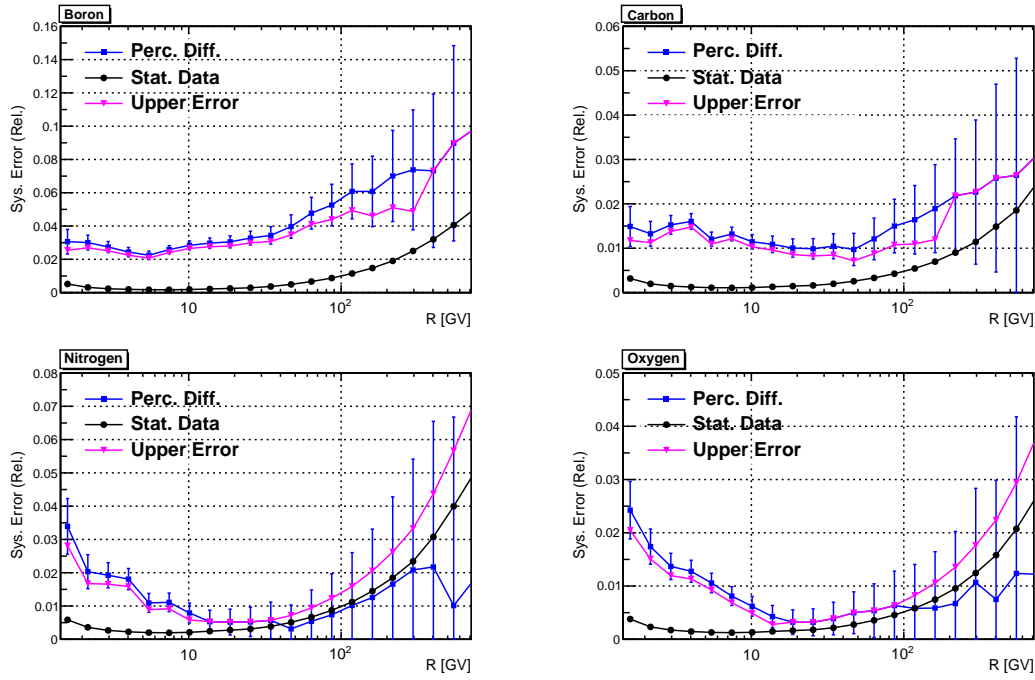 Boron
0.16
0.14
0.12
0.1
0.08
0.06
0.04
0.02
0
Sys. Error (Rel.)
Perc. Diff.
Stat. Data
Upper Error
10
10²
R [GV]
Carbon
0.06
0.05
0.04
0.03
0.02
0.01
0
Sys. Error (Rel.)
Perc. Diff.
Stat. Data
Upper Error
10
10²
R [GV]
Nitrogen
0.08
0.07
0.06
0.05
0.04
0.03
0.02
0.01
0
Sys. Error (Rel.)
Perc. Diff.
Stat. Data
Upper Error
10
10²
R [GV]
Oxygen
0.05
0.04
0.03
0.02
0.01
0
Sys. Error (Rel.)
Perc. Diff.
Stat. Data
Upper Error
10
10²
R [GV]